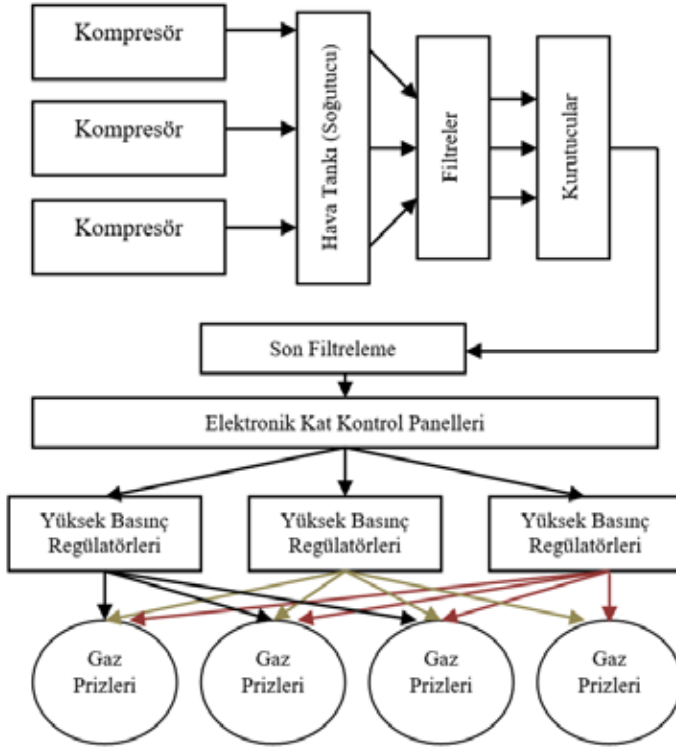 Kompresör
Kompresör
Kompresör
Hava Tankı (Soğutucu)
Filtreler
Kurutucular
Son Filtreleme
Elektronik Kat Kontrol Panelleri
Yüksek Basınç
Regülatörleri
Yüksek Basınç
Regülatörleri
Yüksek Basınç
Regülatörleri
Gaz
Prizleri
Gaz
Prizleri
Gaz
Prizleri
Gaz
Prizleri